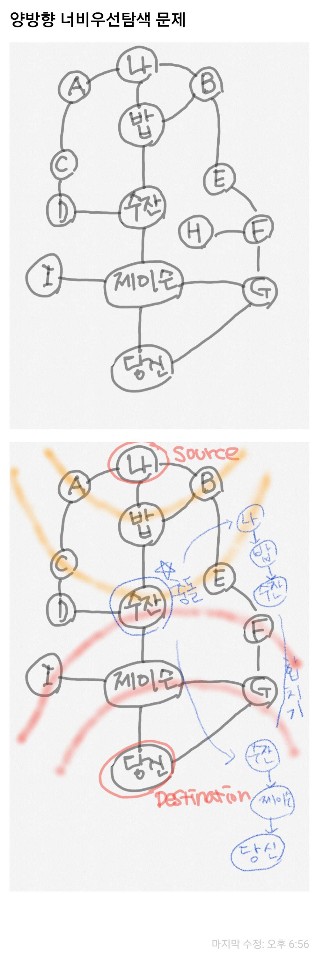 양방향 너비우선탐색 문제
나
A
B
밥
C
E
D
수잔
H
F
I
제이슨
G
당신
나
Source
A
B
나
밥
밥
C
E
수잔
D
수잔
충돌
F
I
제이슨
G
합치기
수잔
당신
제이슨
Destination
당신
마지막 수정: 오후 6:56